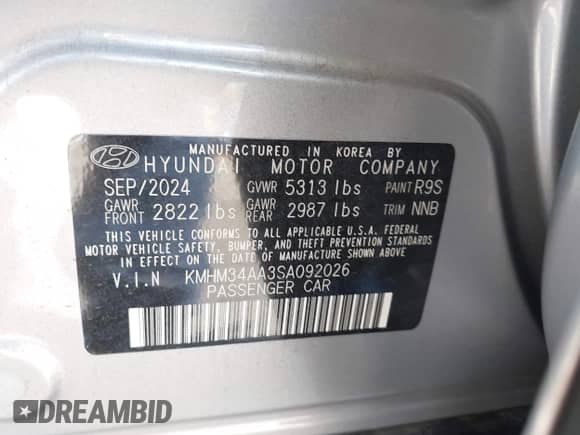 MANUFACTURED IN KOREA BY
HYUNDAI MOTOR COMPANY
SEP/2024 GVWR 5313 lbs PAINT R9S
GAWR FRONT 2822 lbs GAWR REAR 2987 lbs TRIM NNB
THIS VEHICLE CONFORMS TO ALL APPLICABLE U.S.A. FEDERAL
MOTOR VEHICLE SAFETY, BUMPER, AND THEFT PREVENTION STANDARDS
IN EFFECT ON THE DATE OF MANUFACTURE SHOWN ABOVE
V.I.N KMHM34AA3SA092026
PASSENGER CAR
DREAMBID